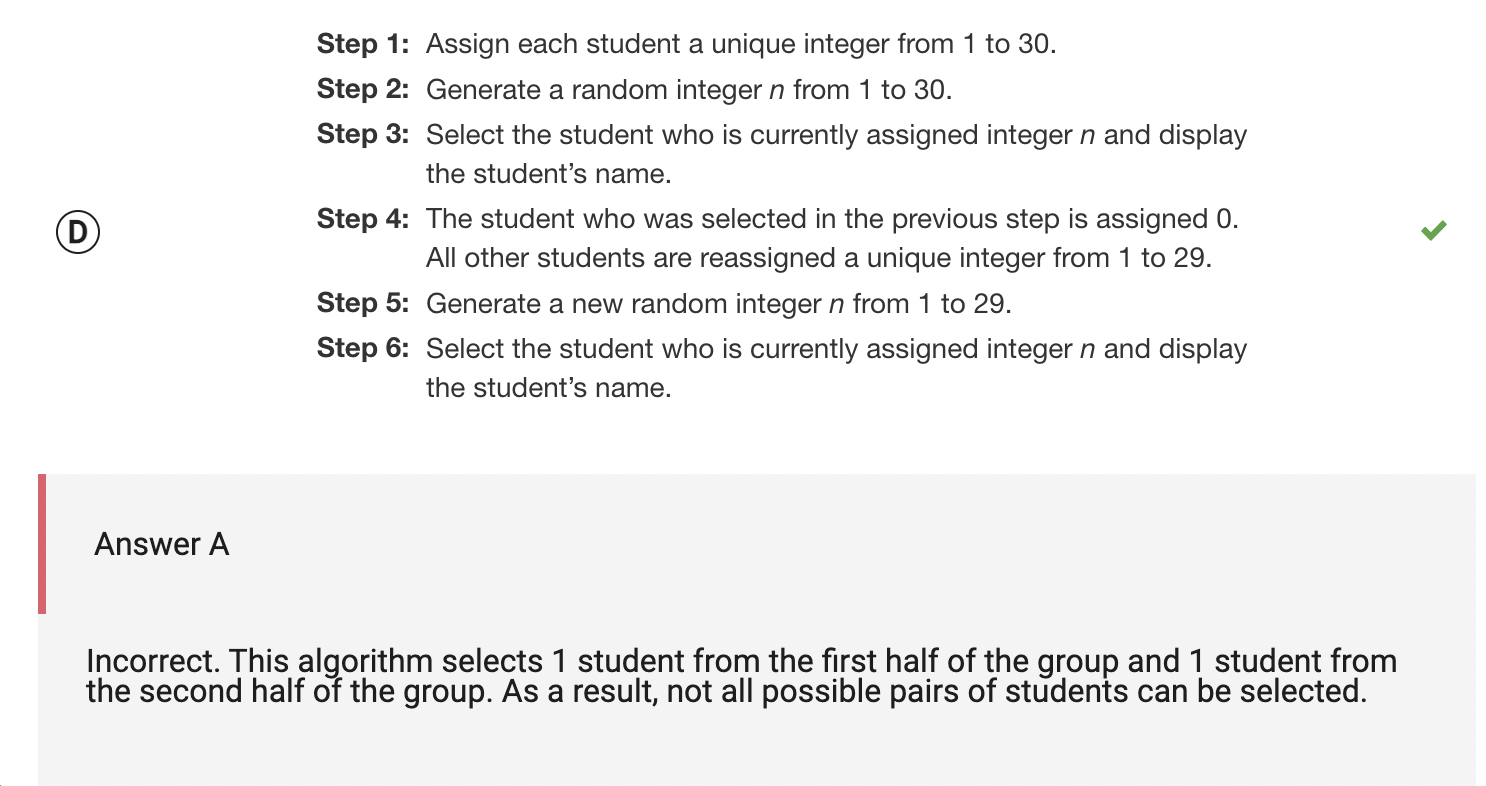 Step 1: Assign each student a unique integer from 1 to 30.
Step 2: Generate a random integer n from 1 to 30.
Step 3: Select the student who is currently assigned integer n and display
the student’s name.
Step 4: The student who was selected in the previous step is assigned 0.
D
All other students are reassigned a unique integer from 1 to 29.
Step 5: Generate a new random integer n from 1 to 29.
Step 6: Select the student who is currently assigned integer n and display
the student’s name.
Answer A
Incorrect. This algorithm selects 1 student from the first half of the group and 1 student from
the second half of the group. As a result, not all possible pairs of students can be selected.